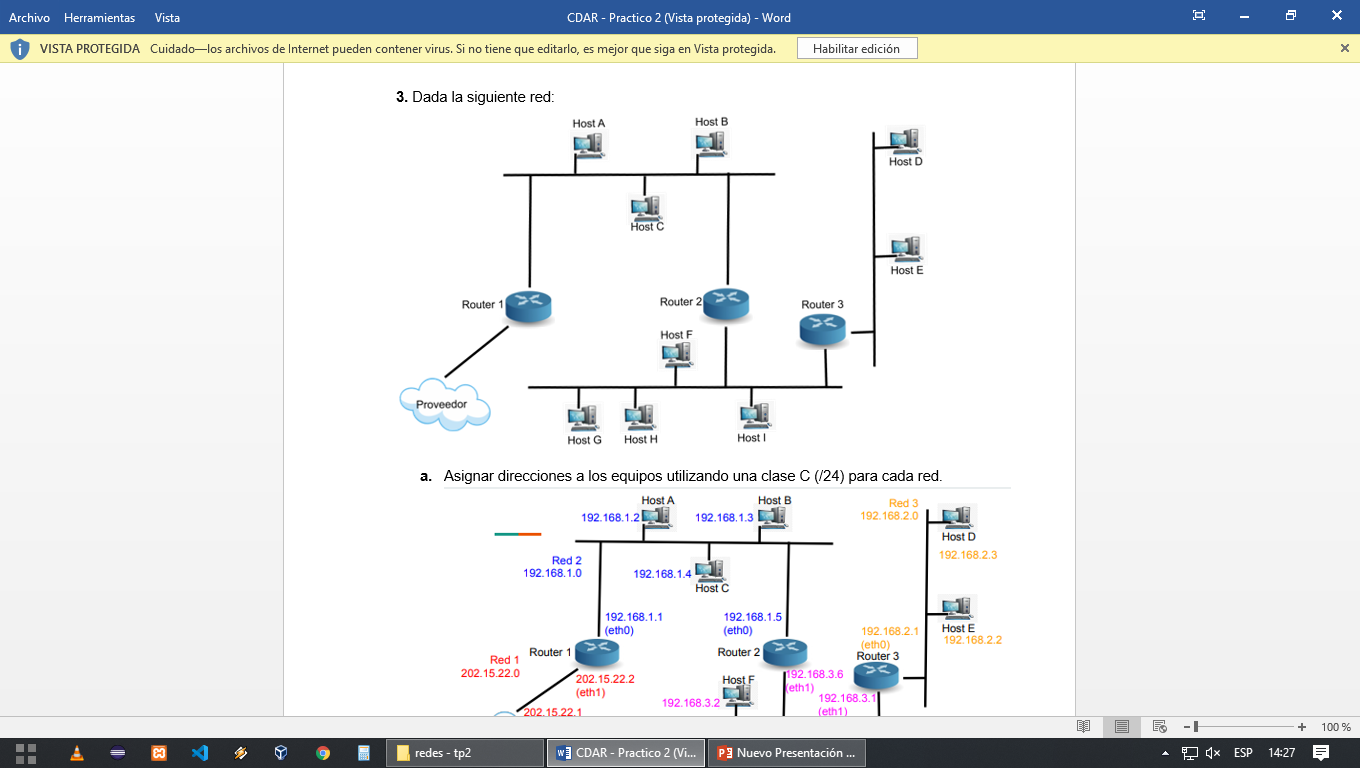 Archivo Herramientas Vista
CDAR - Practico 2 (Vista protegida) - Word
VISTA PROTEGIDA Cuidado—los archivos de Internet pueden contener virus. Si no tiene que editarlo, es mejor que siga en Vista protegida.
Habilitar edición
3. Dada la siguiente red:
Host A
Host B
Host D
Host C
Host E
Router 1
Router 2
Router 3
Host F
Proveedor
Host G
Host H
Host I
a. Asignar direcciones a los equipos utilizando una clase C (/24) para cada red.
Host A
Host B
Red 3
192.168.2.0
192.168.1.2
192.168.1.3
Host D
192.168.2.3
Red 2
192.168.1.0
192.168.1.4
Host C
192.168.1.1
(eth0)
192.168.1.5
(eth0)
Host E
192.168.2.2
192.168.2.1
(eth0)
Router 1
Router 2
Router 3
Red 1
202.15.22.0
202.15.22.2
(eth1)
192.168.3.6
(eth1)
Host F
192.168.3.2
192.168.3.1
(eth1)
202.15.22.1
100 %
redes - tp2
CDAR - Practico 2 (Vi...
Nuevo Presentación ...
ESP
14:27